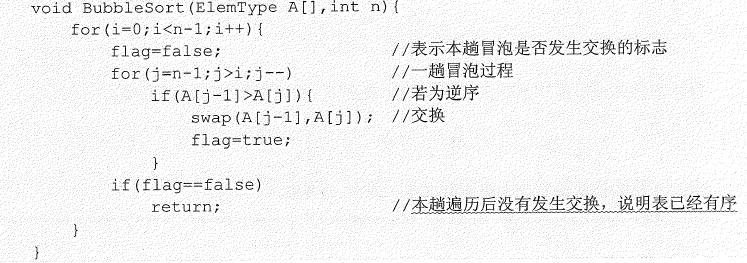 void BubbleSort(ElemType A[],int n){
for(i=0;i<n-1;i++){
flag=false; //表示本趟冒泡是否发生交换的标志
for(j=n-1;j>i;j--) //一趟冒泡过程
if(A[j-1]>A[j]){ //若为逆序
swap(A[j-1],A[j]); //交换
flag=true;
}
if(flag==false)
return; //本趟遍历后没有发生交换，说明表已经有序
}
}